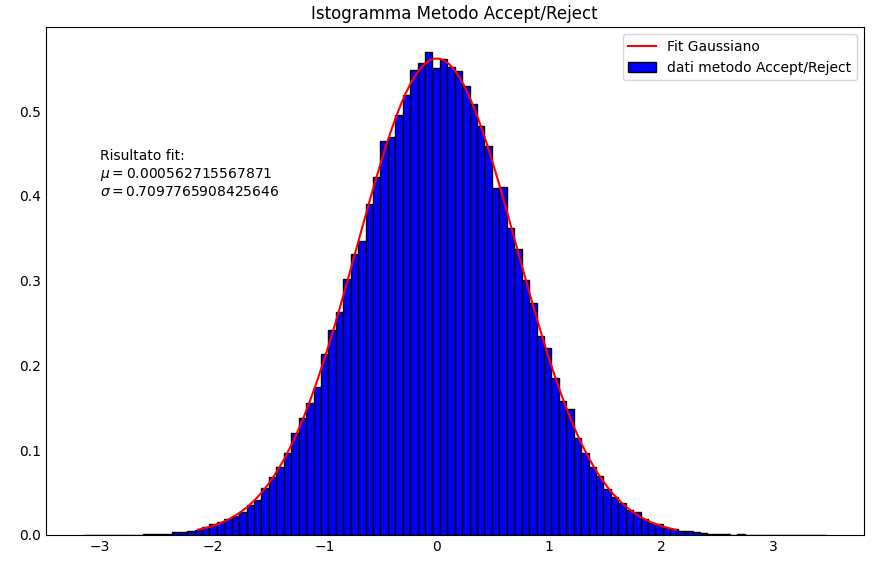 Istogramma Metodo Accept/Reject
Fit Gaussiano
dati metodo Accept/Reject
Risultato fit:
μ = 0.000562715567871
σ = 0.7097765908425646
0.5
0.4
0.3
0.2
0.1
0.0
−3 −2 −1 0 1 2 3